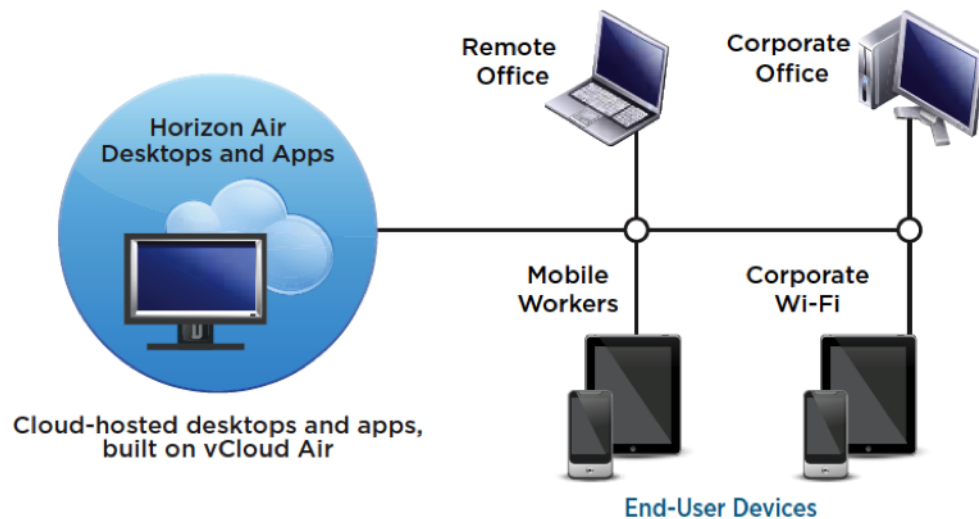 Remote
Office
Corporate
Office
Horizon Air
Desktops and Apps
Mobile
Workers
Corporate
Wi-Fi
Cloud-hosted desktops and apps,
built on vCloud Air
End-User Devices